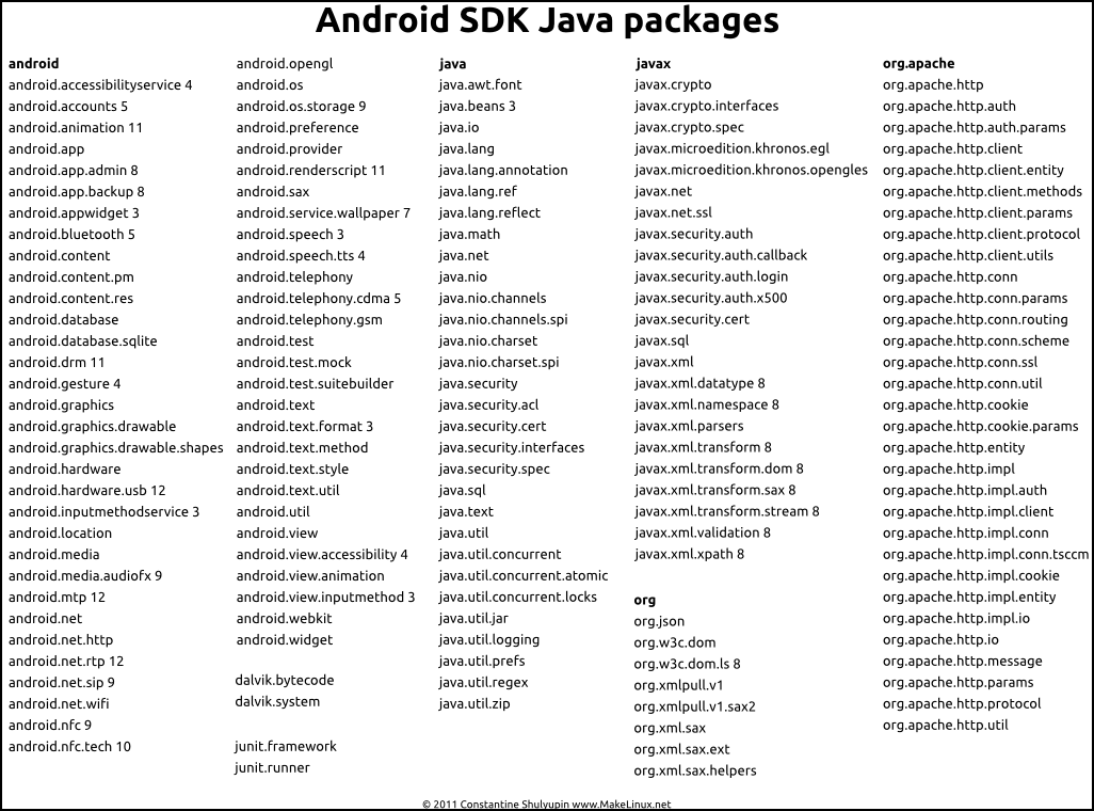 Android SDK Java packages
android
android.accessibilityservice 4
android.accounts 5
android.animation 11
android.app
android.app.admin 8
android.app.backup 8
android.appwidget 3
android.bluetooth 5
android.content
android.content.pm
android.content.res
android.database
android.database.sqlite
android.drm 11
android.gesture 4
android.graphics
android.graphics.drawable
android.graphics.drawable.shapes
android.hardware
android.hardware.usb 12
android.inputmethodservice 3
android.location
android.media
android.media.audiofx 9
android.mtp 12
android.net
android.net.http
android.net.rtp 12
android.net.sip 9
android.net.wifi
android.nfc 9
android.nfc.tech 10
android.opengl
android.os
android.os.storage 9
android.preference
android.provider
android.renderscript 11
android.sax
android.service.wallpaper 7
android.speech 3
android.speech.tts 4
android.telephony
android.telephony.cdma 5
android.telephony.gsm
android.test
android.test.mock
android.test.suitebuilder
android.text
android.text.format 3
android.text.method
android.text.style
android.text.util
android.util
android.view
android.view.accessibility 4
android.view.animation
android.view.inputmethod 3
android.webkit
android.widget
dalvik.bytecode
dalvik.system
junit.framework
junit.runner
java
java.awt.font
java.beans 3
java.io
java.lang
java.lang.annotation
java.lang.ref
java.lang.reflect
java.math
java.net
java.nio
java.nio.channels
java.nio.channels.spi
java.nio.charset
java.nio.charset.spi
java.security
java.security.acl
java.security.cert
java.security.interfaces
java.security.spec
java.sql
java.text
java.util
java.util.concurrent
java.util.concurrent.atomic
java.util.concurrent.locks
java.util.jar
java.util.logging
java.util.prefs
java.util.regex
java.util.zip
javax
javax.crypto
javax.crypto.interfaces
javax.crypto.spec
javax.microedition.khronos.egl
javax.microedition.khronos.opengles
javax.net
javax.net.ssl
javax.security.auth
javax.security.auth.callback
javax.security.auth.login
javax.security.auth.x500
javax.security.cert
javax.sql
javax.xml
javax.xml.datatype 8
javax.xml.namespace 8
javax.xml.parsers
javax.xml.transform 8
javax.xml.transform.dom 8
javax.xml.transform.sax 8
javax.xml.transform.stream 8
javax.xml.validation 8
javax.xml.xpath 8
org
org.json
org.w3c.dom
org.w3c.dom.ls 8
org.xmlpull.v1
org.xmlpull.v1.sax2
org.xml.sax
org.xml.sax.ext
org.xml.sax.helpers
org.apache
org.apache.http
org.apache.http.auth
org.apache.http.auth.params
org.apache.http.client
org.apache.http.client.entity
org.apache.http.client.methods
org.apache.http.client.params
org.apache.http.client.protocol
org.apache.http.client.utils
org.apache.http.conn
org.apache.http.conn.params
org.apache.http.conn.routing
org.apache.http.conn.scheme
org.apache.http.conn.ssl
org.apache.http.conn.util
org.apache.http.cookie
org.apache.http.cookie.params
org.apache.http.entity
org.apache.http.impl
org.apache.http.impl.auth
org.apache.http.impl.client
org.apache.http.impl.conn
org.apache.http.impl.conn.tsccm
org.apache.http.impl.cookie
org.apache.http.impl.entity
org.apache.http.impl.io
org.apache.http.io
org.apache.http.message
org.apache.http.params
org.apache.http.protocol
org.apache.http.util
© 2011 Constantine Shulyupin www.MakeLinux.net